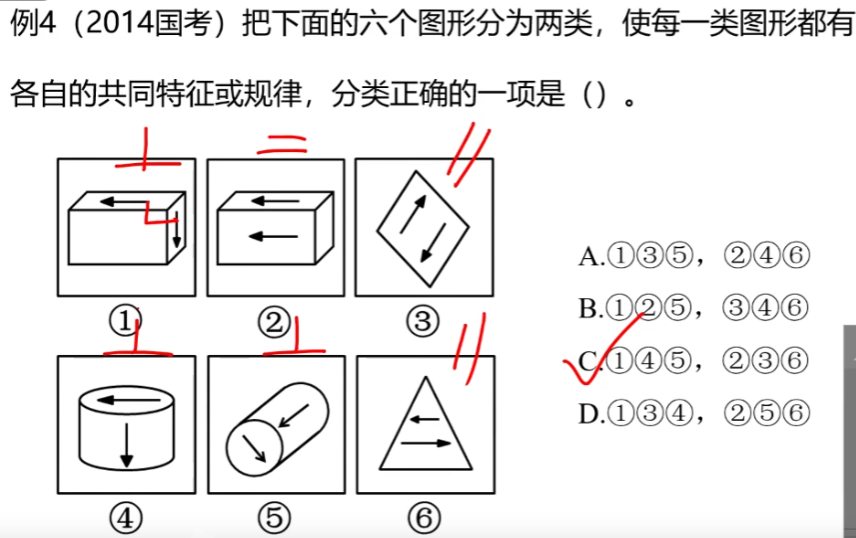 例4（2014国考）把下面的六个图形分为两类，使每一类图形都有
各自的共同特征或规律，分类正确的一项是（）。
① ② ③
④ ⑤ ⑥
A.①③⑤，②④⑥
B.①②⑤，③④⑥
C.①④⑤，②③⑥
D.①③④，②⑤⑥